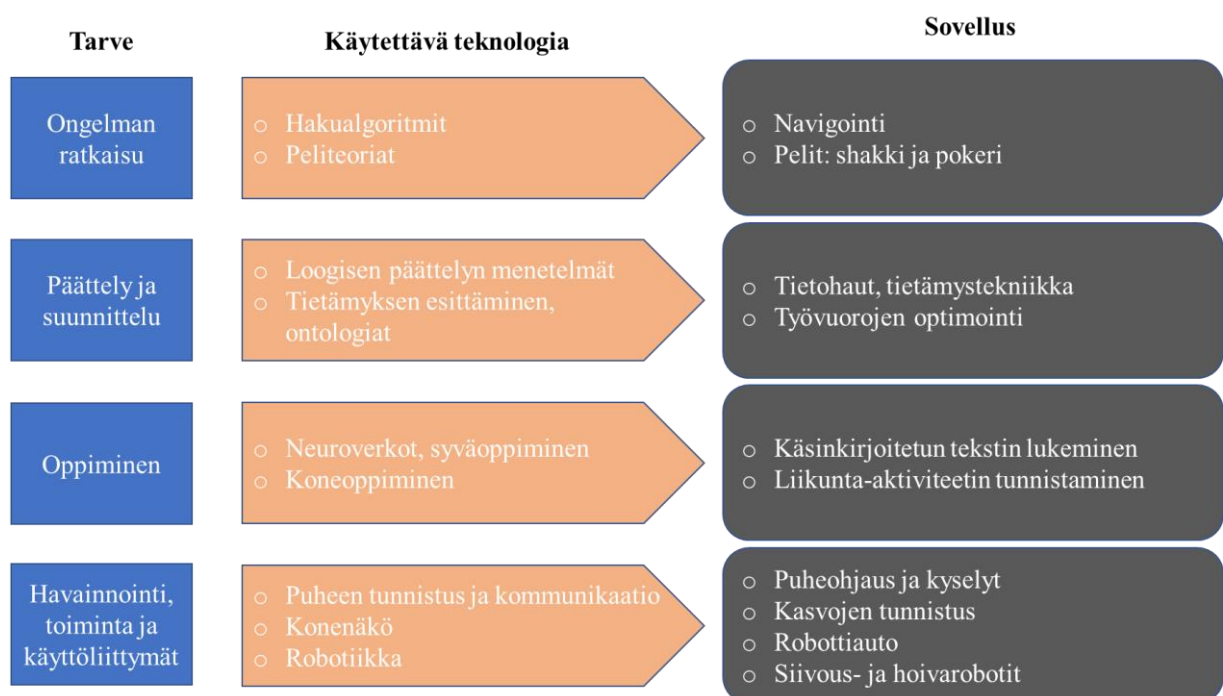 Tarve
Käytettävä teknologia
Sovellus
Ongelman
ratkaisu
o Hakualgoritmit
o Peliteoriat
o Navigointi
o Pelit: shakki ja pokeri
Päättely ja
suunnittelu
o Loogisen päättelyn menetelmät
o Tietämyksen esittäminen,
ontologiat
o Tietohaut, tietämystekniikka
o Työvuorojen optimointi
Oppiminen
o Neuroverkot, syväoppiminen
o Koneoppiminen
o Käsinkirjoitetun tekstin lukeminen
o Liikunta-aktiviteetin tunnistaminen
Havainnointi,
toiminta ja
käyttöliittymät
o Puheen tunnistus ja kommunikaatio
o Konenäkö
o Robotiikka
o Puheohjaus ja kyselyt
o Kasvojen tunnistus
o Robottiauto
o Siivous- ja hoivarobotit